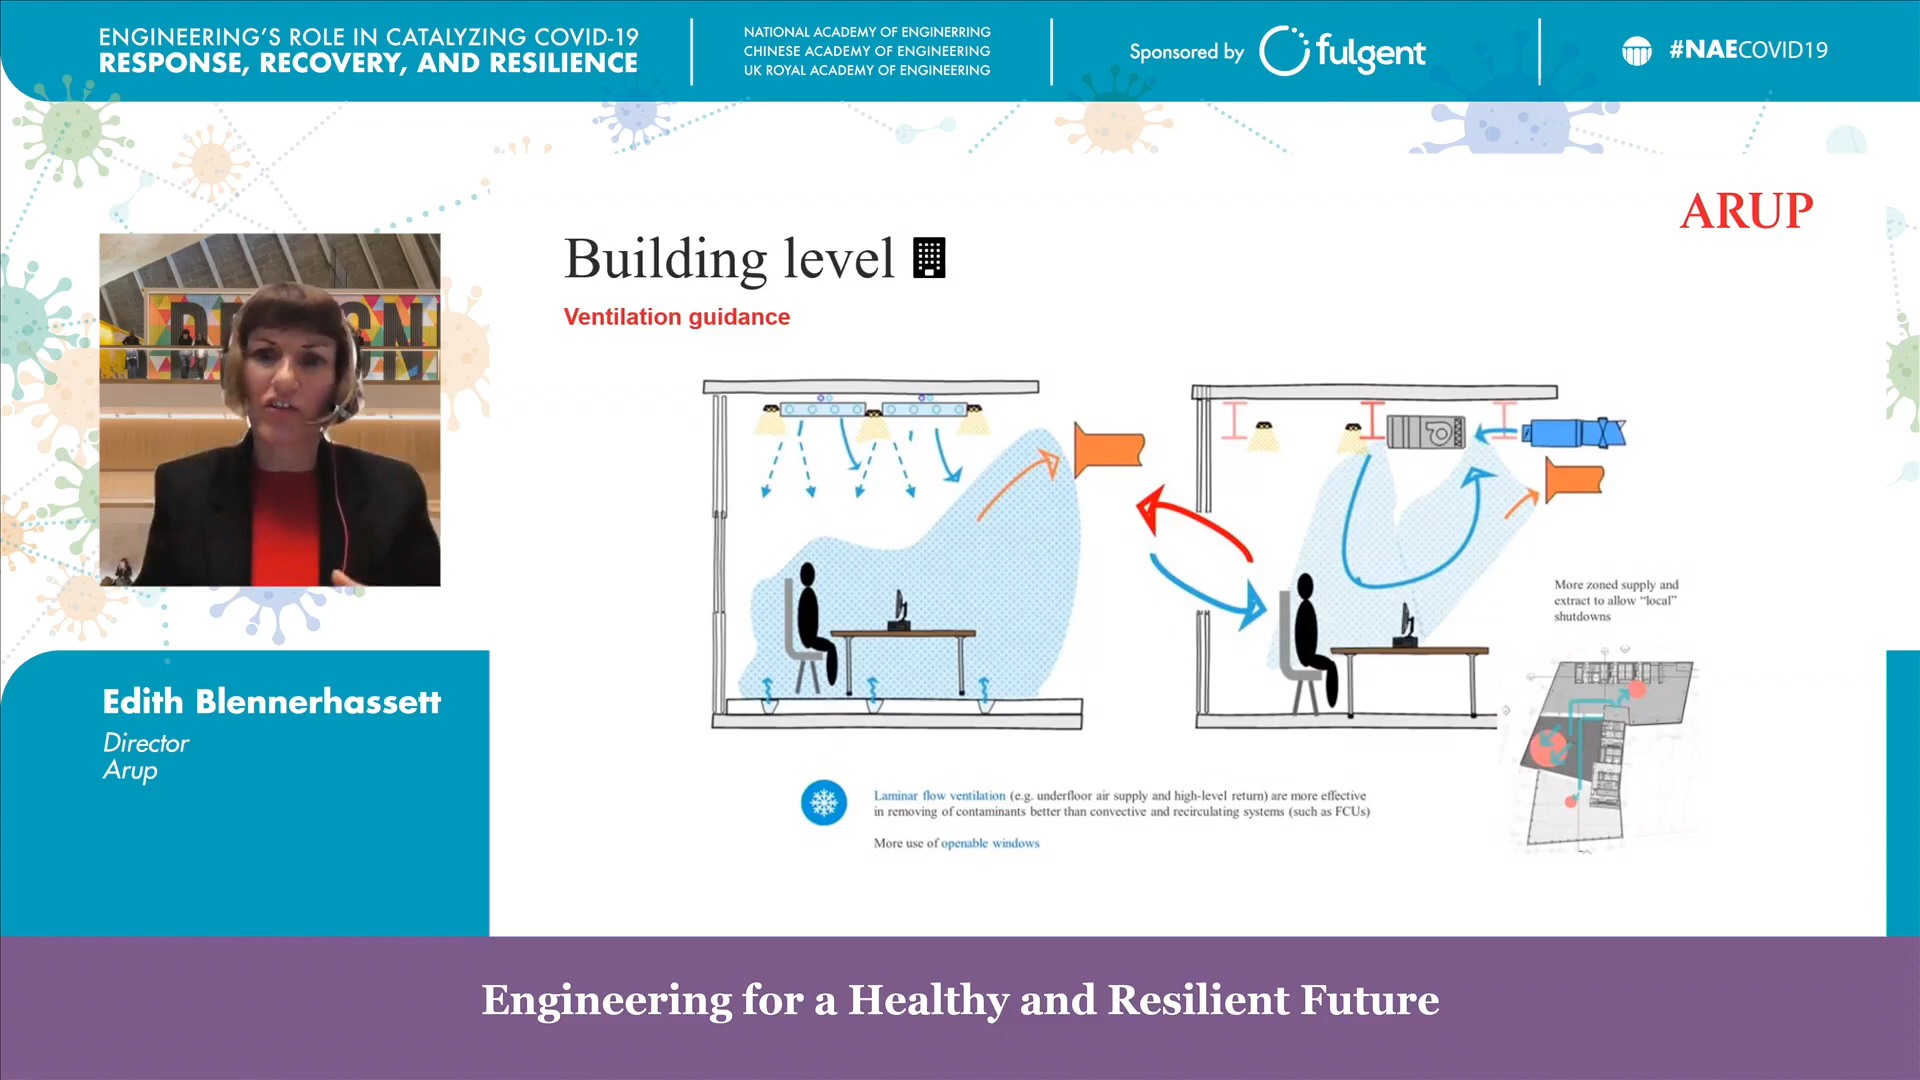 ENGINEERING'S ROLE IN CATALYZING COVID-19
RESPONSE, RECOVERY, AND RESILIENCE
NATIONAL ACADEMY OF ENGINERRING
CHINESE ACADEMY OF ENGINEERING
UK ROYAL ACADEMY OF ENGINEERING
Sponsored by fulgent
#NAECOVID19
ARUP
Building level
Ventilation guidance
More zoned supply and
extract to allow “local”
shutdowns
Edith Blennerhassett
Director
Arup
Laminar flow ventilation (e.g. underfloor air supply and high-level return) are more effective
in removing of contaminants better than convective and recirculating systems (such as FCUs)
More use of openable windows
Engineering for a Healthy and Resilient Future